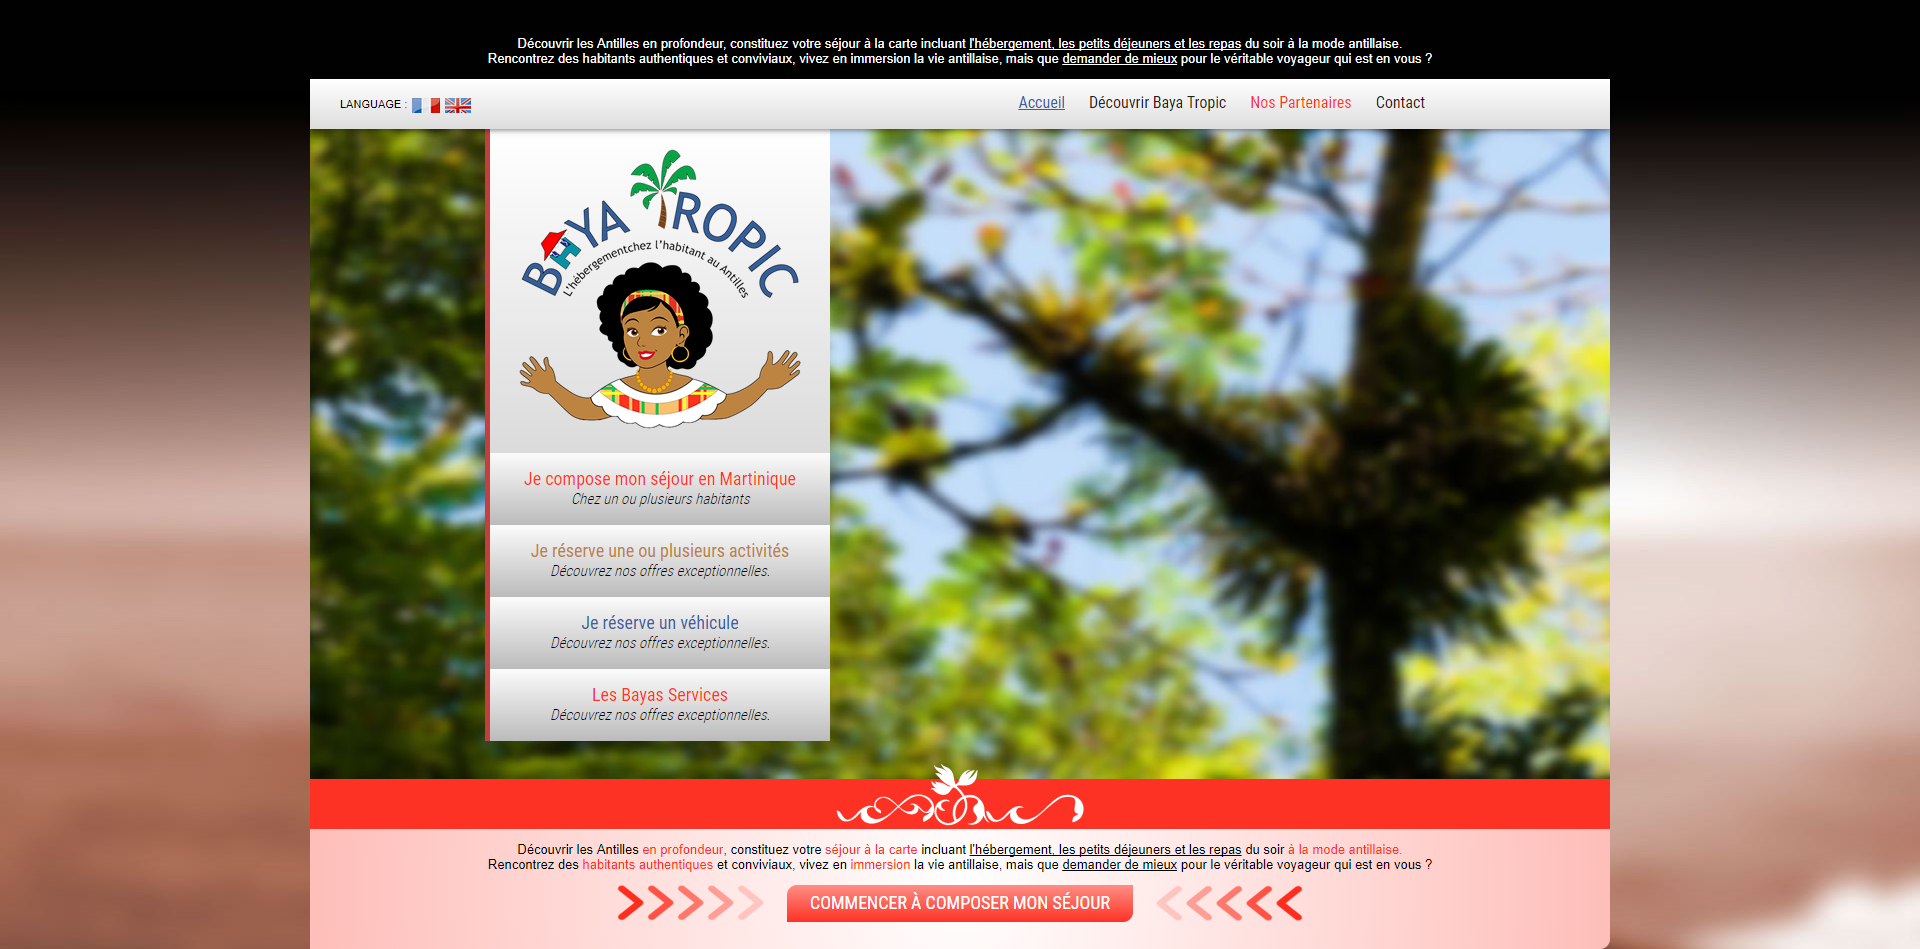 Découvrir les Antilles en profondeur, constituez votre séjour à la carte incluant l'hébergement, les petits déjeuners et les repas du soir à la mode antillaise.
Rencontrez des habitants authentiques et conviviaux, vivez en immersion la vie antillaise, mais que demander de mieux pour le véritable voyageur qui est en vous ?
LANGUAGE :
Accueil Découvrir Baya Tropic Nos Partenaires Contact
BAYA TROPIC
L'hébergementchez l'habitant au Antilles
Je compose mon séjour en Martinique
Chez un ou plusieurs habitants
Je réserve une ou plusieurs activités
Découvrez nos offres exceptionnelles.
Je réserve un véhicule
Découvrez nos offres exceptionnelles.
Les Bayas Services
Découvrez nos offres exceptionnelles.
Découvrir les Antilles en profondeur, constituez votre séjour à la carte incluant l'hébergement, les petits déjeuners et les repas du soir à la mode antillaise.
Rencontrez des habitants authentiques et conviviaux, vivez en immersion la vie antillaise, mais que demander de mieux pour le véritable voyageur qui est en vous ?
COMMENCER À COMPOSER MON SÉJOUR